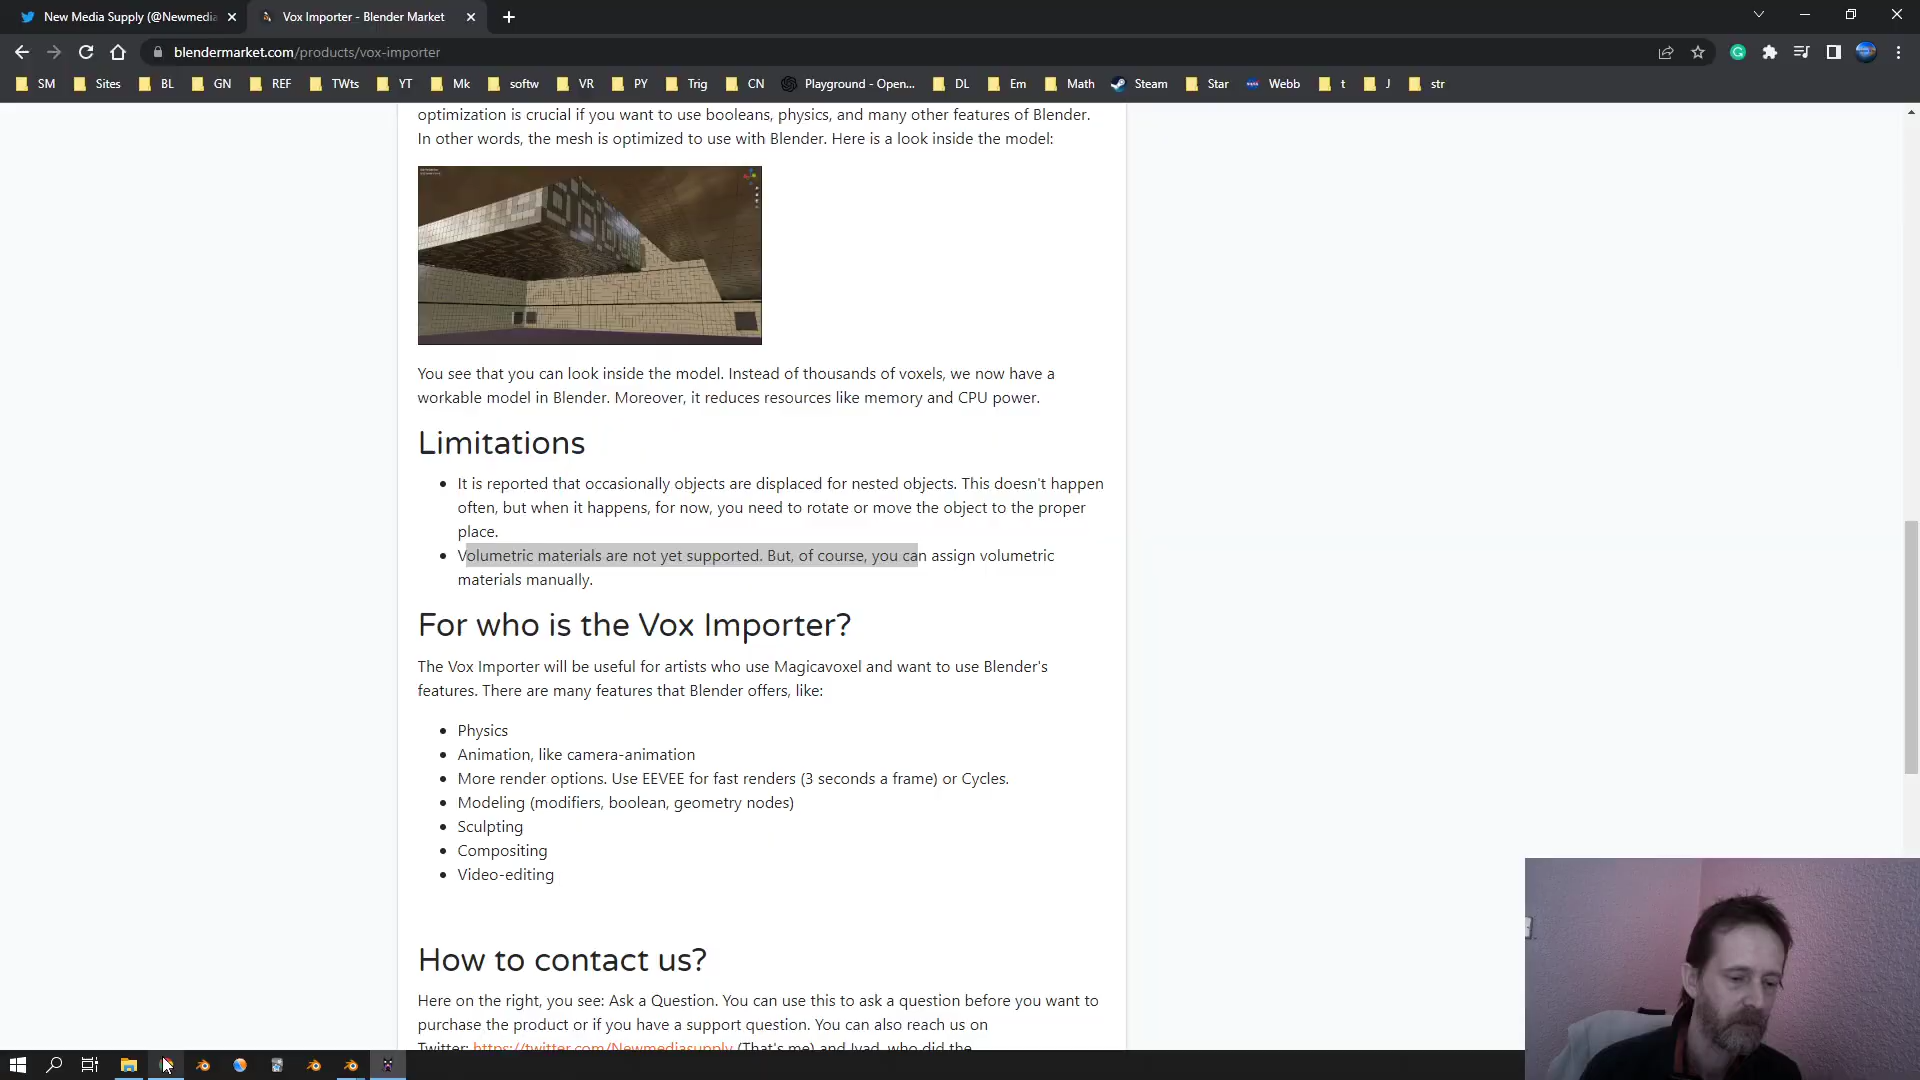 New Media Supply (@Newmedia
Vox Importer - Blender Market
blendermarket.com/products/vox-importer
SM Sites BL GN REF TWts YT Mk softw VR PY Trig CN Playground - Open... DL Em Math Steam Star Webb t J str
optimization is crucial if you want to use booleans, physics, and many other features of Blender.
In other words, the mesh is optimized to use with Blender. Here is a look inside the model:
You see that you can look inside the model. Instead of thousands of voxels, we now have a
workable model in Blender. Moreover, it reduces resources like memory and CPU power.
Limitations
• It is reported that occasionally objects are displaced for nested objects. This doesn't happen
often, but when it happens, for now, you need to rotate or move the object to the proper
place.
• Volumetric materials are not yet supported. But, of course, you can assign volumetric
materials manually.
For who is the Vox Importer?
The Vox Importer will be useful for artists who use Magicavoxel and want to use Blender's
features. There are many features that Blender offers, like:
• Physics
• Animation, like camera-animation
• More render options. Use EEVEE for fast renders (3 seconds a frame) or Cycles.
• Modeling (modifiers, boolean, geometry nodes)
• Sculpting
• Compositing
• Video-editing
How to contact us?
Here on the right, you see: Ask a Question. You can use this to ask a question before you want to
purchase the product or if you have a support question. You can also reach us on
Twitter: https://twitter.com/Newmediasupply (That's me) and Iyad, who did the